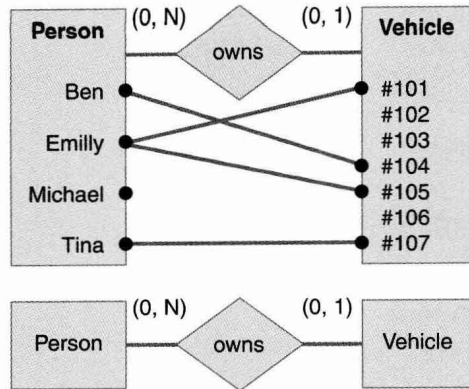 Person (0, N) (0, 1) Vehicle
owns
Ben
Emilly
Michael
Tina
#101
#102
#103
#104
#105
#106
#107
(0, N) (0, 1)
Person owns Vehicle